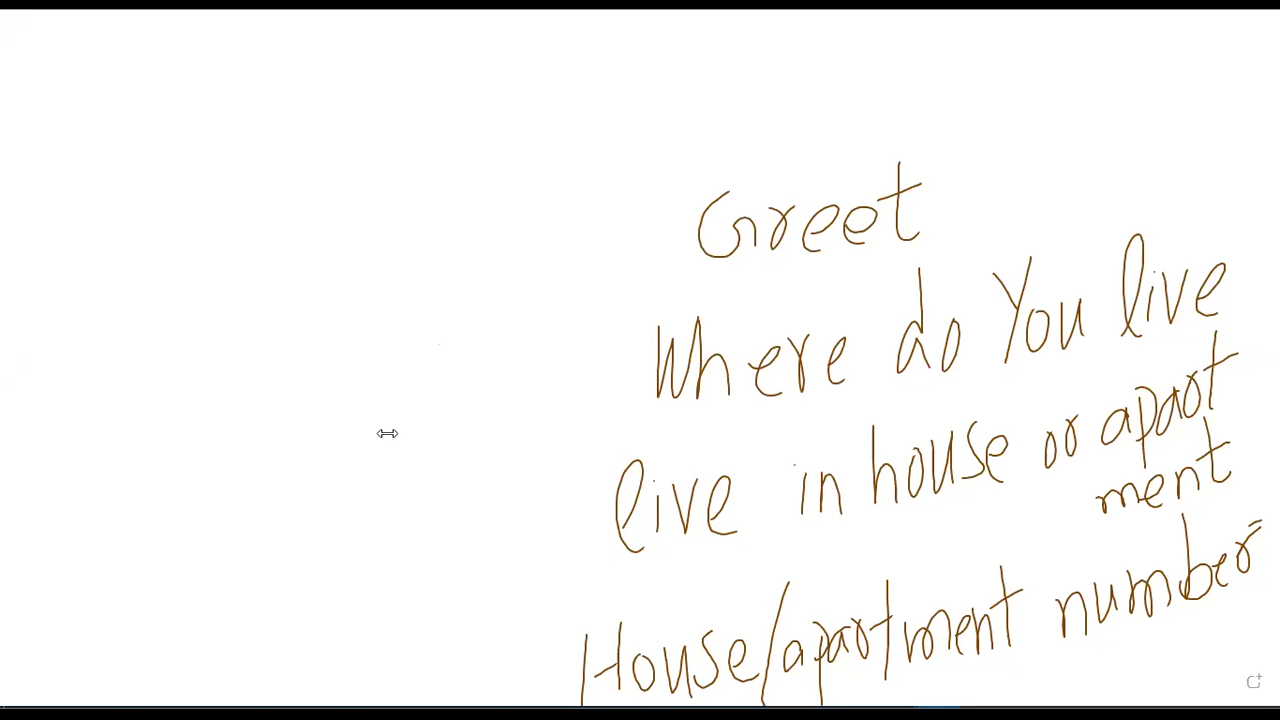 Greet
Where do You live
live in house or apart
ment
House/apartment number